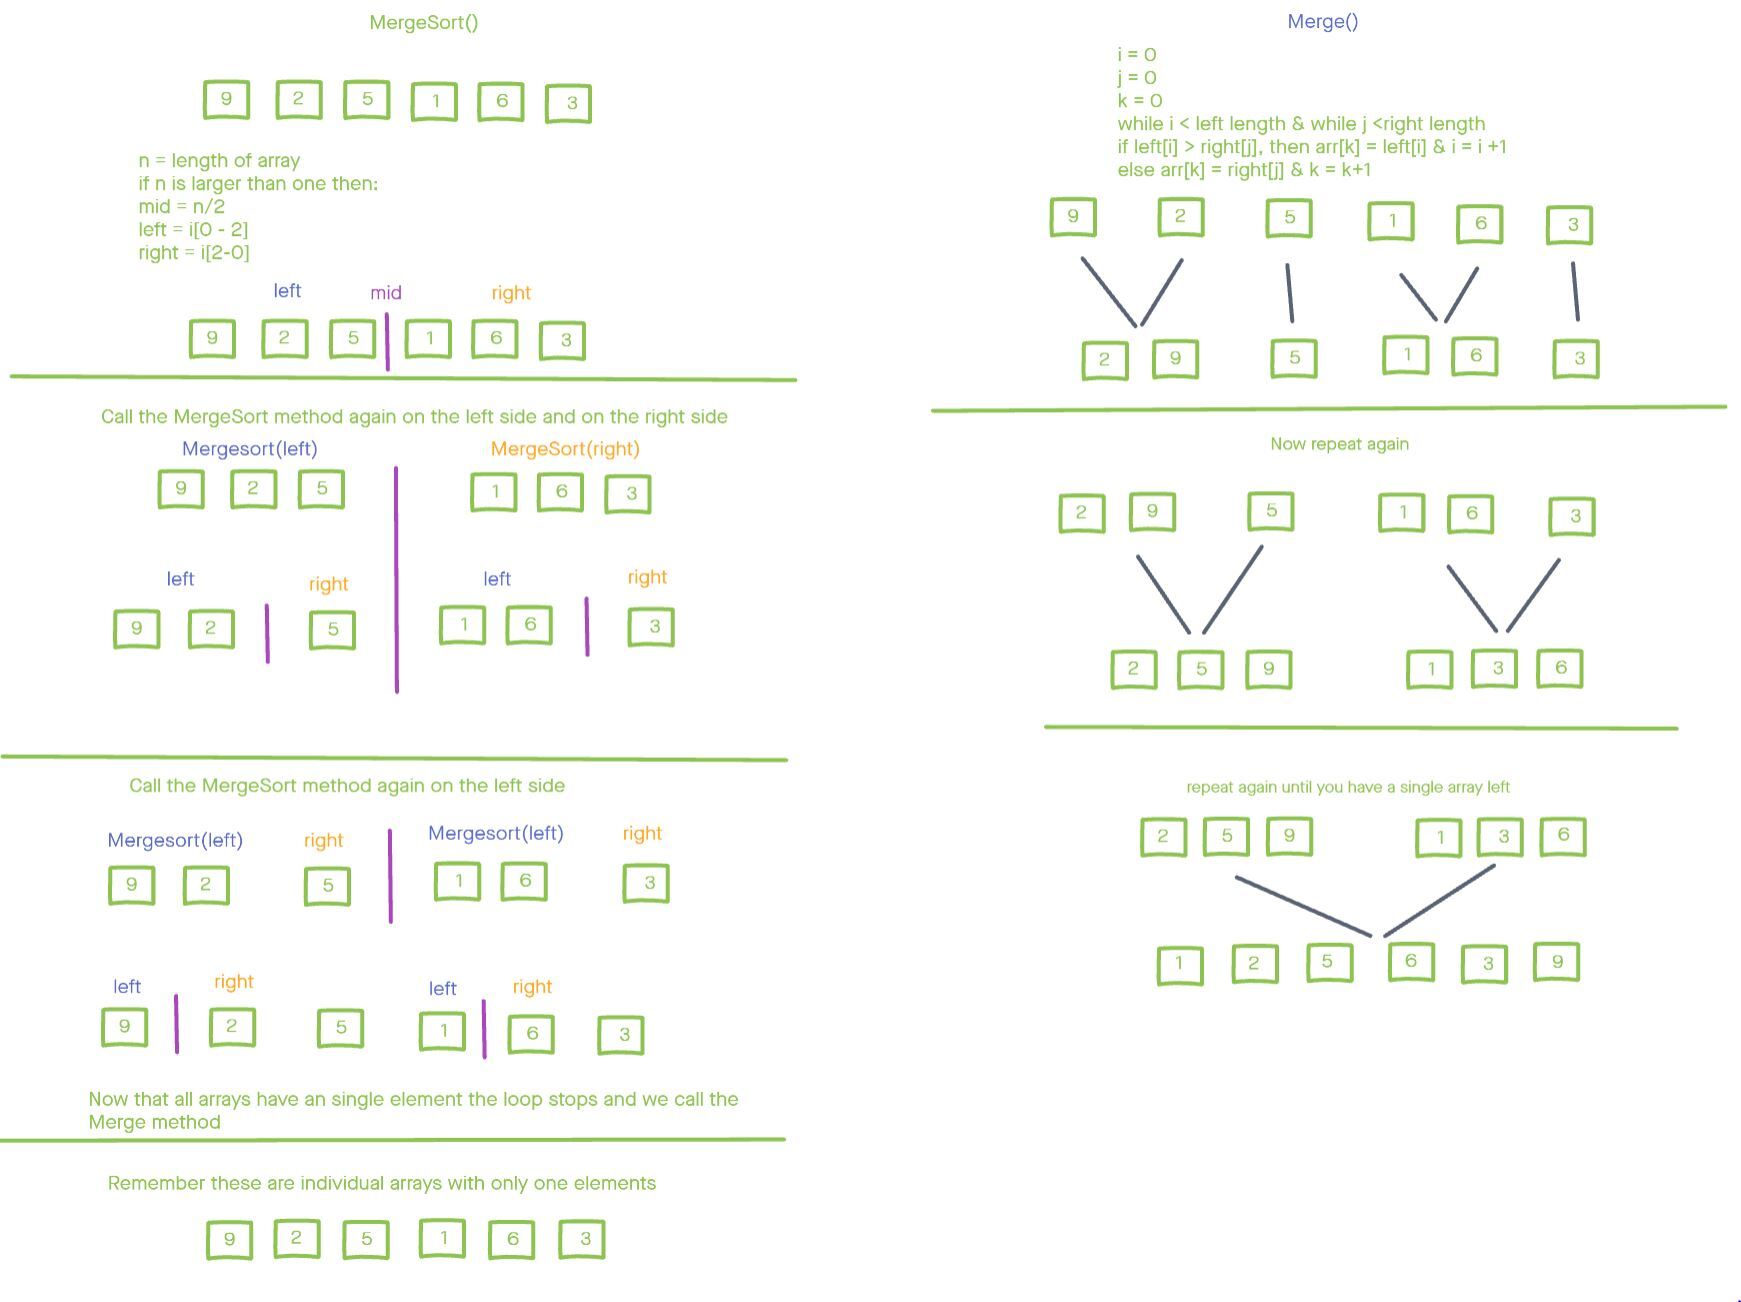 MergeSort()
9 2 5 1 6 3
n = length of array
if n is larger than one then:
mid = n/2
left = i[0 - 2]
right = i[2-0]
left mid right
9 2 5 1 6 3
Call the MergeSort method again on the left side and on the right side
Mergesort(left) MergeSort(right)
9 2 5 1 6 3
left right left right
9 2 5 1 6 3
Call the MergeSort method again on the left side
Mergesort(left) right Mergesort(left) right
9 2 5 1 6 3
left right left right
9 2 5 1 6 3
Now that all arrays have an single element the loop stops and we call the
Merge method
Remember these are individual arrays with only one elements
9 2 5 1 6 3
Merge()
i = 0
j = 0
k = 0
while i < left length & while j <right length
if left[i] > right[j], then arr[k] = left[i] & i = i +1
else arr[k] = right[j] & k = k+1
9 2 5 1 6 3
2 9 5 1 6 3
Now repeat again
2 9 5 1 6 3
2 5 9 1 3 6
repeat again until you have a single array left
2 5 9 1 3 6
1 2 5 6 3 9